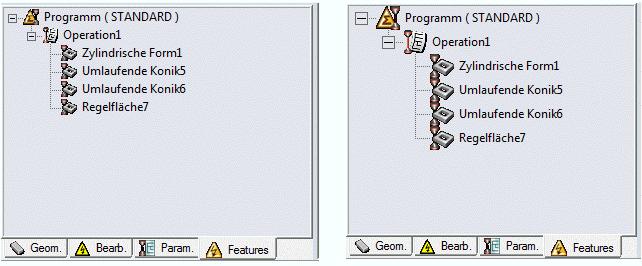 Programm ( STANDARD )
Operation1
Zylindrische Form1
Umlaufende Konik5
Umlaufende Konik6
Regelfläche7
Geom. Bearb. Param. Features
Programm ( STANDARD )
Operation1
Zylindrische Form1
Umlaufende Konik5
Umlaufende Konik6
Regelfläche7
Geom. Bearb. Param. Features